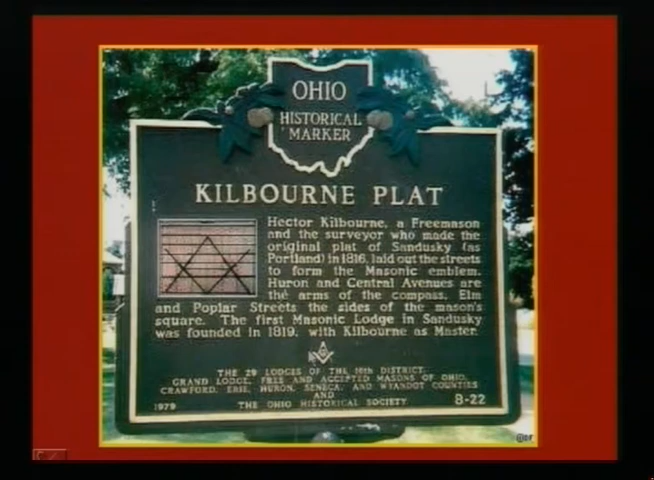 OHIO
HISTORICAL
MARKER
KILBOURNE PLAT
Hector Kilbourne, a Freemason
and the surveyor who made the
original plat of Sandusky (as
Portland) in 1816, laid out the streets
to form the Masonic emblem.
Huron and Central Avenues are
the arms of the compass, Elm
and Poplar Streets the sides of the mason's
square. The first Masonic Lodge in Sandusky
was founded in 1819, with Kilbourne as Master.
G
THE 29 LODGES OF THE 16th DISTRICT,
GRAND LODGE, FREE AND ACCEPTED MASONS OF OHIO,
CRAWFORD, ERIE, HURON, SENECA, AND WYANDOT COUNTIES
AND
THE OHIO HISTORICAL SOCIETY
1979
8-22